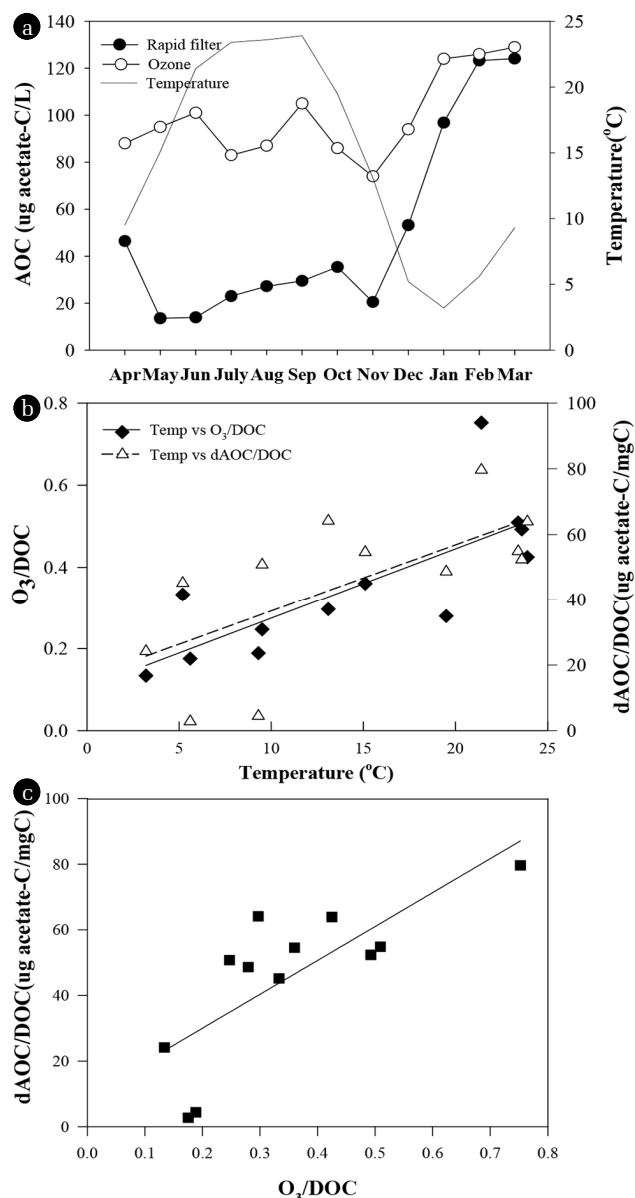 a
140
120
100
80
60
40
20
0
AOC (ug acetate-C/L)
Rapid filter
Ozone
Temperature
25
20
15
10
5
0
Temperature(°C)
Apr May Jun July Aug Sep Oct Nov Dec Jan Feb Mar
b
0.8
0.6
0.4
0.2
0.0
O3/DOC
Temp vs O3/DOC
Temp vs dAOC/DOC
100
80
60
40
20
0
dAOC/DOC(ug acetate-C/mgC)
0 5 10 15 20 25
Temperature (°C)
c
100
80
60
40
20
0
dAOC/DOC(ug acetate-C/mgC)
0.0 0.1 0.2 0.3 0.4 0.5 0.6 0.7 0.8
O3/DOC